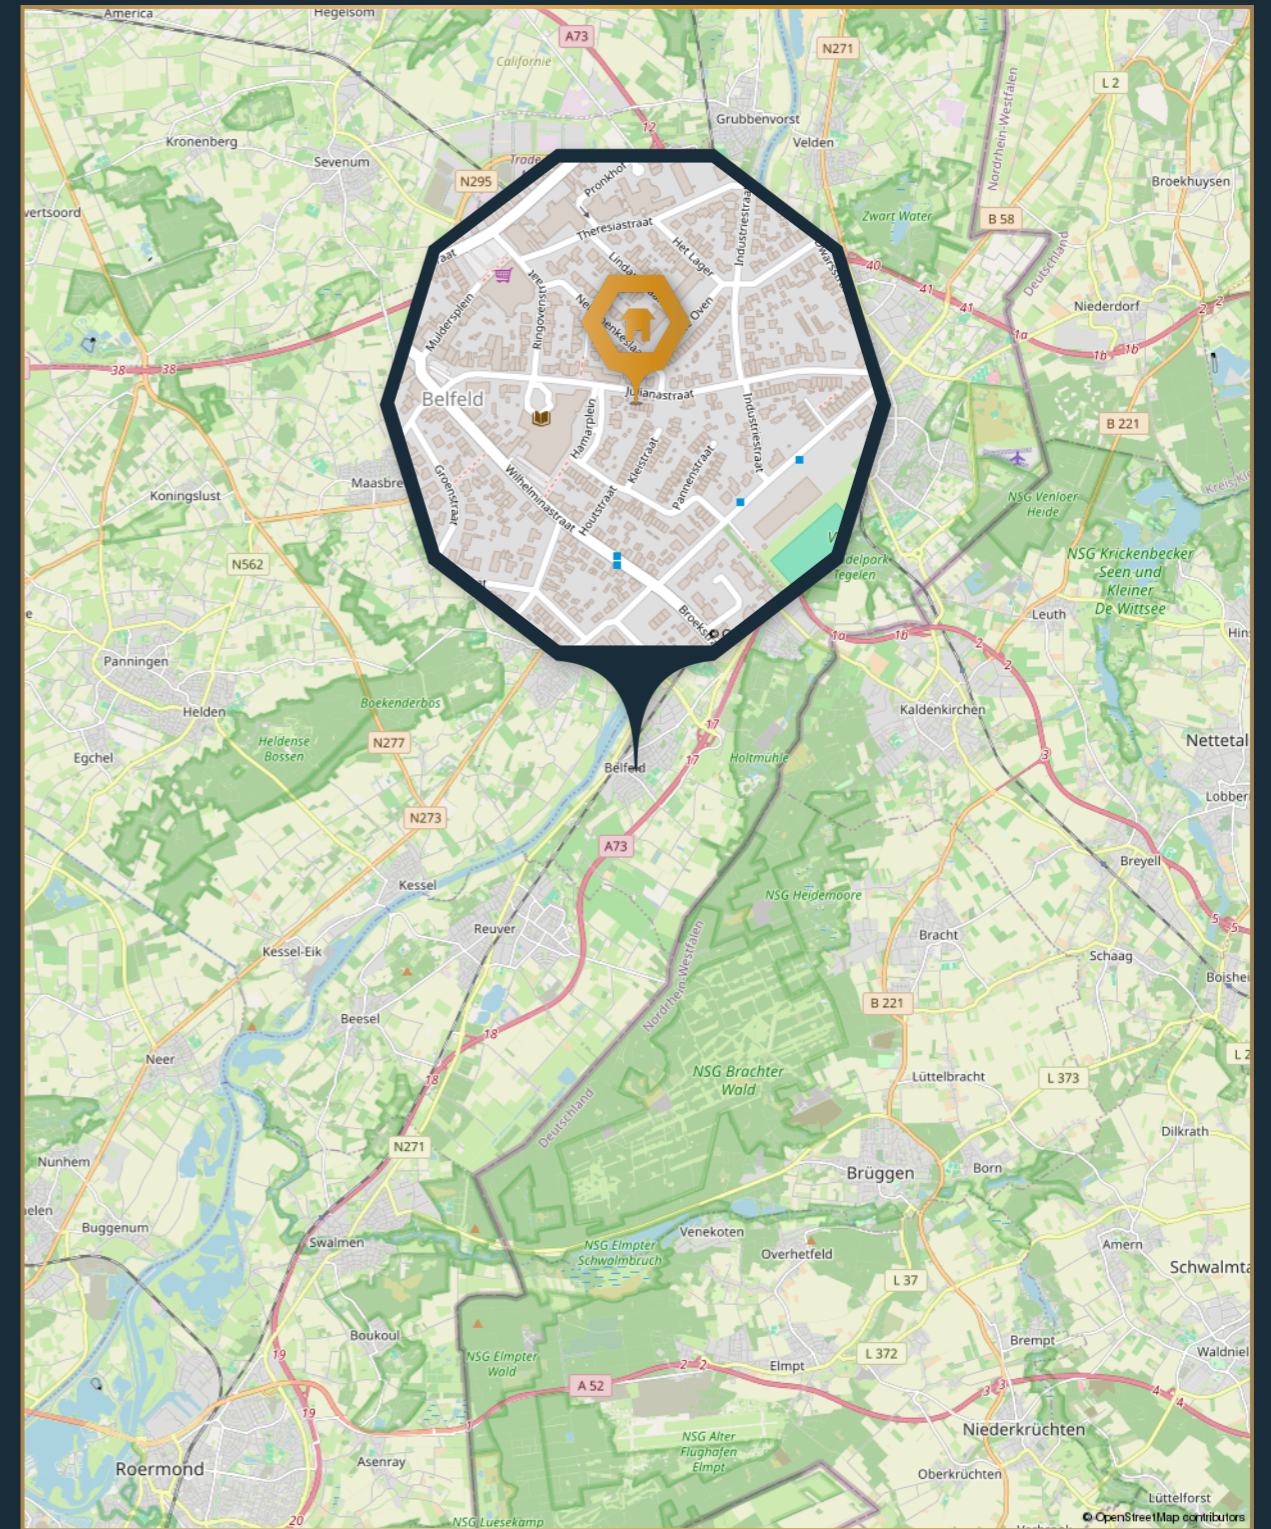 America
Hegelsom
A73
N271
Californie
L 2
Nordrhein-Westfalen
Grubbenvorst
12
Kronenberg
Velden
Sevenum
N295
Broekhuysen
Zwart Water
B 58
Deutschland
Pronkhof
Theresiastraat
Industriestraat
Het Lager
40
41
41
Niederdorf
2
2
1a
1b
1b
38
38
Muldersplein
Ringovenstraat
Oven
Julianastraat
Belfeld
Hamarplein
Industriestraat
B 221
Kleistraat
Pannenstraat
Groenstraat
Wilhelminastraat
Houtstraat
Koningslust
NSG Venloer
Heide
N562
NSG Krickenbecker
Seen und
Kleiner
De Wittsee
Tegelen
Leuth
1a
1b
2
2
Panningen
Helden
Boekenderbos
Kaldenkirchen
N277
Heldense
Bossen
17
17
Egchel
Belfeld
Holtmühle
3
Nettetal
N273
A73
Breyell
Kessel
NSG Heidemoore
5
5
Reuver
Bracht
Kessel-Eik
Schaag
Nordrhein-Westfalen
B 221
Beesel
18
Neer
NSG Brachter
Wald
Lüttelbracht
L 373
18
Deutschland
N271
Dilkrath
Nunhem
Brüggen
Born
Buggenum
Swalmen
NSG Elmpter
Schwalmbruch
Venekoten
Overhetfeld
Amern
L 37
Boukoul
Brempt
19
NSG Elmpter
Wald
2
2
Elmpt
L 372
A 52
3
3
4
4
19
1
Niederkrüchten
NSG Alter
Flughafen
Elmpt
Roermond
Asenray
Oberkrüchten
Lüttelforst
20
NSG Luesekamp
© OpenStreetMap contributors